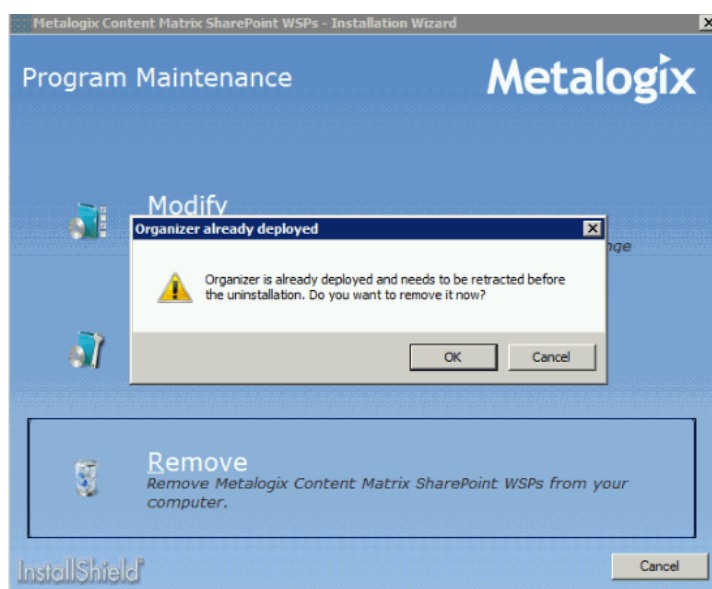 Metalogix Content Matrix SharePoint WSPs - Installation Wizard
Program Maintenance
Metalogix
Modify
Organizer already deployed
nge
Organizer is already deployed and needs to be retracted before
the uninstallation. Do you want to remove it now?
OK
Cancel
Remove
Remove Metalogix Content Matrix SharePoint WSPs from your
computer.
InstallShield
Cancel